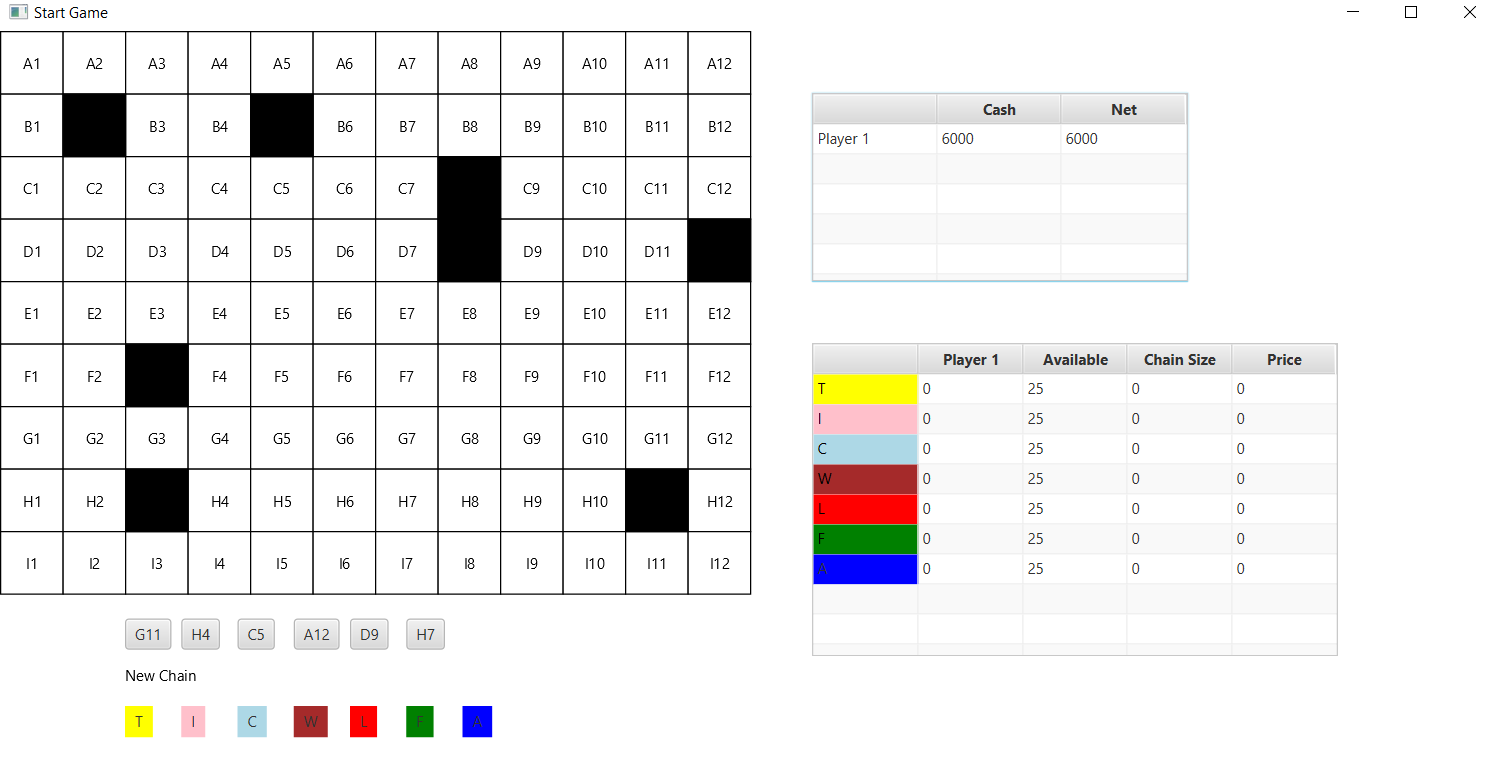 Start Game
A1 A2 A3 A4 A5 A6 A7 A8 A9 A10 A11 A12
B1 B3 B4 B6 B7 B8 B9 B10 B11 B12
C1 C2 C3 C4 C5 C6 C7 C9 C10 C11 C12
D1 D2 D3 D4 D5 D6 D7 D9 D10 D11
E1 E2 E3 E4 E5 E6 E7 E8 E9 E10 E11 E12
F1 F2 F4 F5 F6 F7 F8 F9 F10 F11 F12
G1 G2 G3 G4 G5 G6 G7 G8 G9 G10 G11 G12
H1 H2 H4 H5 H6 H7 H8 H9 H10 H12
I1 I2 I3 I4 I5 I6 I7 I8 I9 I10 I11 I12
G11 H4 C5 A12 D9 H7
New Chain
T I C W L F A
Cash Net
Player 1 6000 6000
Player 1 Available Chain Size Price
T 0 25 0 0
I 0 25 0 0
C 0 25 0 0
W 0 25 0 0
L 0 25 0 0
F 0 25 0 0
A 0 25 0 0